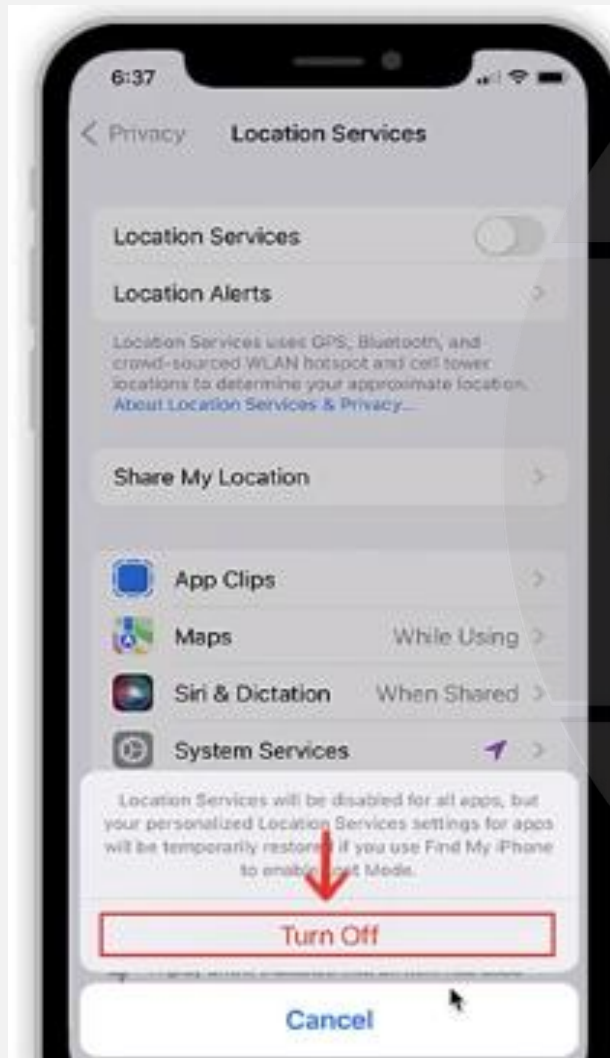 6:37
Privacy Location Services
Location Services
Location Alerts
Location Services uses GPS, Bluetooth, and
crowd-sourced WLAN hotspot and cell tower
locations to determine your approximate location.
About Location Services & Privacy...
Share My Location
App Clips
Maps While Using
Siri & Dictation When Shared
System Services
Location Services will be disabled for all apps, but
your personalized Location Services settings for apps
will be temporarily restored if you use Find My iPhone
to enable Lost Mode.
Turn Off
Cancel